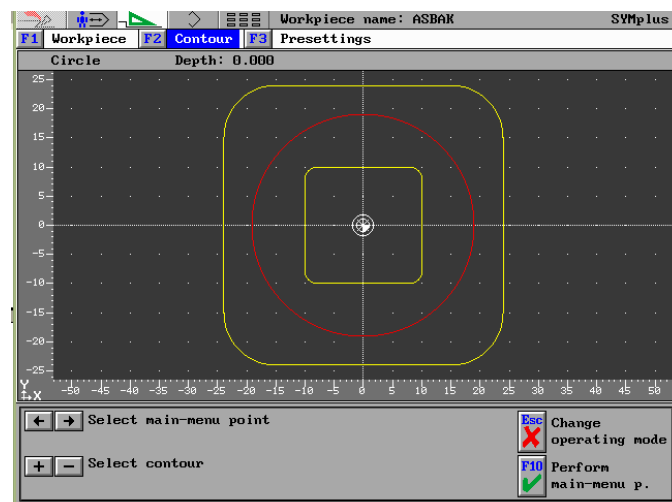 Workpiece name: ASBAK SYMplus
F1 Workpiece F2 Contour F3 Presettings
Circle Depth: 0.000
25
20
15
10
5
0
-5
-10
-15
-20
-25
Y
X
-50 -45 -40 -35 -30 -25 -20 -15 -10 -5 0 5 10 15 20 25 30 35 40 45 50
Select main-menu point
Esc Change
operating mode
+ - Select contour
F10 Perform
main-menu p.